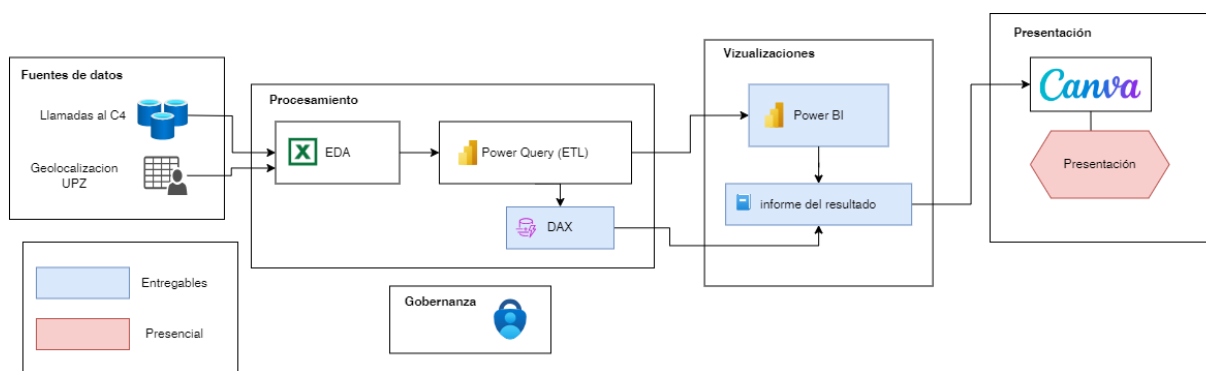 Fuentes de datos
Llamadas al C4
Geolocalizacion
UPZ
Entregables
Presencial
Procesamiento
EDA
Power Query (ETL)
DAX
Gobernanza
Vizualizaciones
Power BI
informe del resultado
Presentación
Canva
Presentación